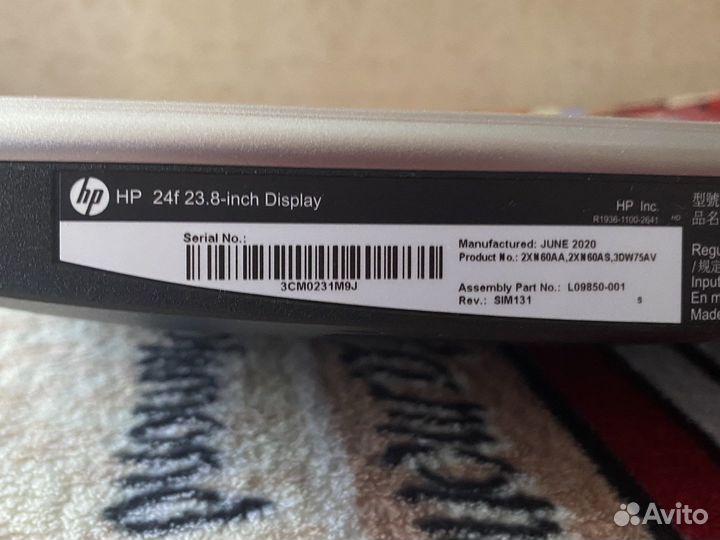 hp HP 24f 23.8-inch Display
HP Inc.
R1936-1100-2641 HD
Serial No.:
3CM0231M9J
Manufactured: JUNE 2020
Product No.: 2XN60AA,2XN60AS,3DW75AV
Assembly Part No.: L09850-001
Rev.: SIM131 s
型號
品名
Regu
/規定
Input
En m
Made
Avito